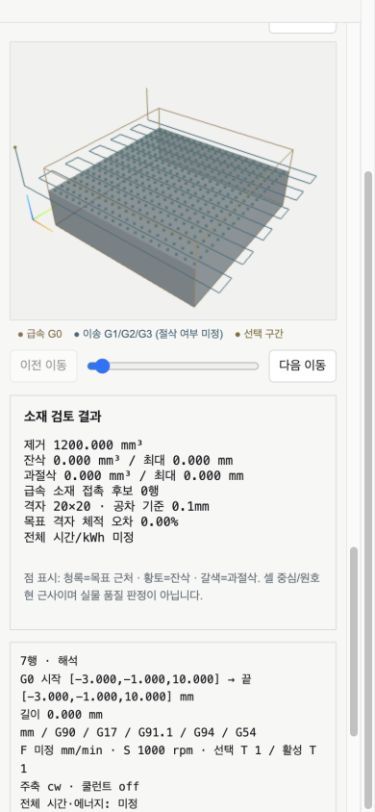 ● 급속 G0 ● 이송 G1/G2/G3 (절삭 여부 미정) ● 선택 구간
이전 이동
다음 이동
소재 검토 결과
제거 1200.000 mm³
잔삭 0.000 mm³ / 최대 0.000 mm
과절삭 0.000 mm³ / 최대 0.000 mm
급속 소재 접촉 후보 0행
격자 20×20 · 공차 기준 0.1mm
목표 격자 체적 오차 0.00%
전체 시간/kWh 미정
점 표시: 청록=목표 근처 · 황토=잔삭 · 갈색=과절삭. 셀 중심/원호
현 근사이며 실물 품질 판정이 아닙니다.
7행 · 해석
G0 시작 [-3.000,-1.000,10.000] → 끝
[-3.000,-1.000,10.000] mm
길이 0.000 mm
mm / G90 / G17 / G91.1 / G94 / G54
F 미정 mm/min · S 1000 rpm · 선택 T 1 / 활성 T
1
주축 cw · 쿨런트 off
전체 시간·에너지: 미정